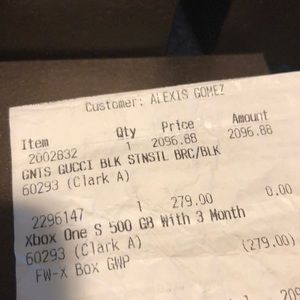 Customer: ALEXIS GOMEZ
Item Qty Price Amount
2002832 1 2096.88 2096.88
GNTS GUCCI BLK STNSTL BRC/BLK
60293 (Clark A)
2296147 1 279.00 0.00
Xbox One S 500 GB With 3 Month
60293 (Clark A)
FW-X Box GWP (279.00)